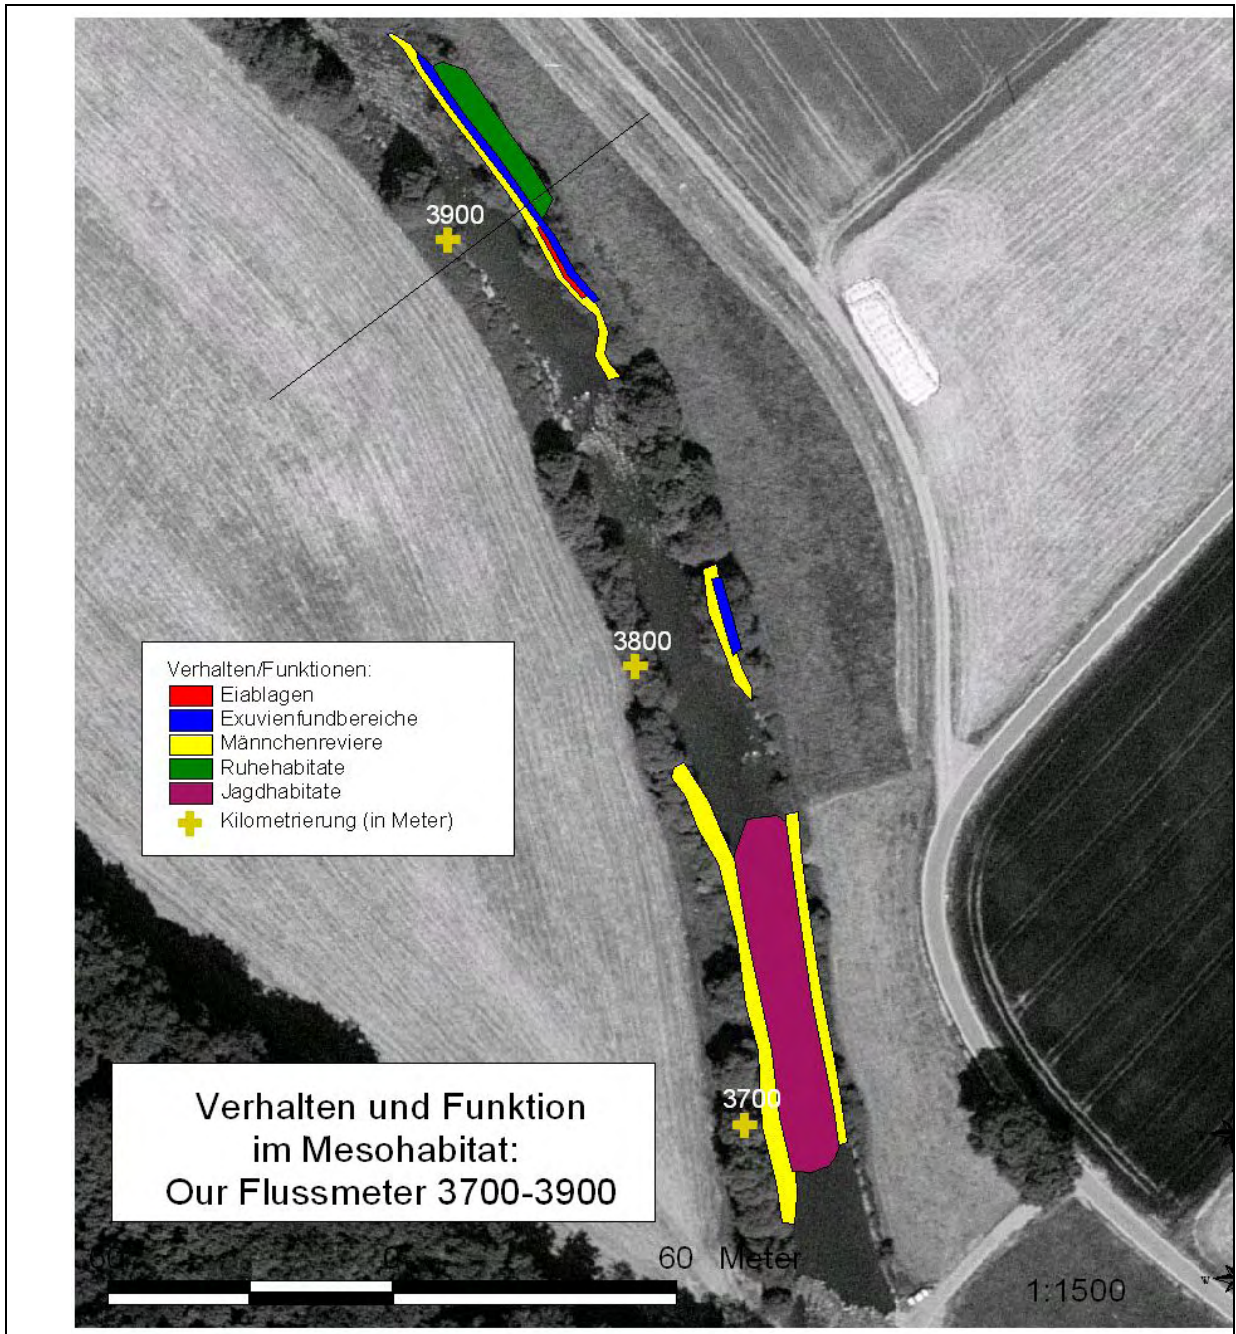 3900
3800
Verhalten/Funktionen:
Eiablagen
Exuvienfundbereiche
Männchenreviere
Ruhehabitate
Jagdhabitate
Kilometrierung (in Meter)
3700
Verhalten und Funktion
im Mesohabitat:
Our Flussmeter 3700-3900
60 0 60 Meter
1:1500